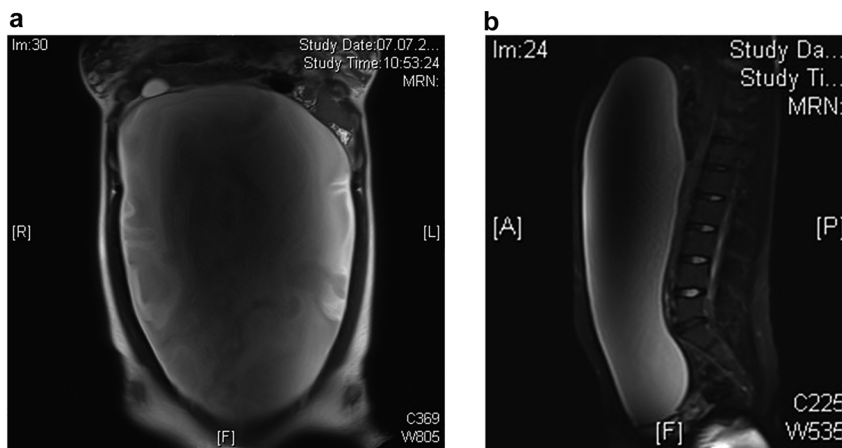 a
Im:30
Study Date:07.07.2...
Study Time:10:53:24
MRN:
[R]
[L]
C369
W805
[F]
b
Im:24
Study Da...
Study Ti...
MRN:
[A]
[P]
C225
W535
[F]